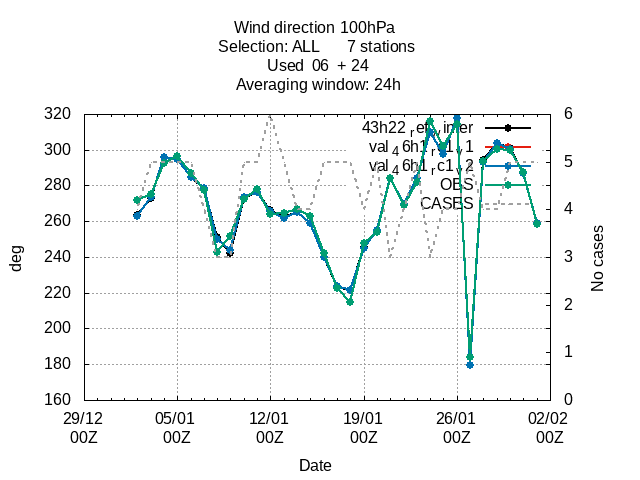 Wind direction 100hPa
Selection: ALL 7 stations
Used 06 + 24
Averaging window: 24h
320
300
280
260
240
220
200
180
160
deg
6
5
4
3
2
1
0
No cases
val_46h1_rc1_v1
val_46h1_rc1_v2
OBS
CASES
29/12 00Z
05/01 00Z
12/01 00Z
19/01 00Z
26/01 00Z
02/02 00Z
Date